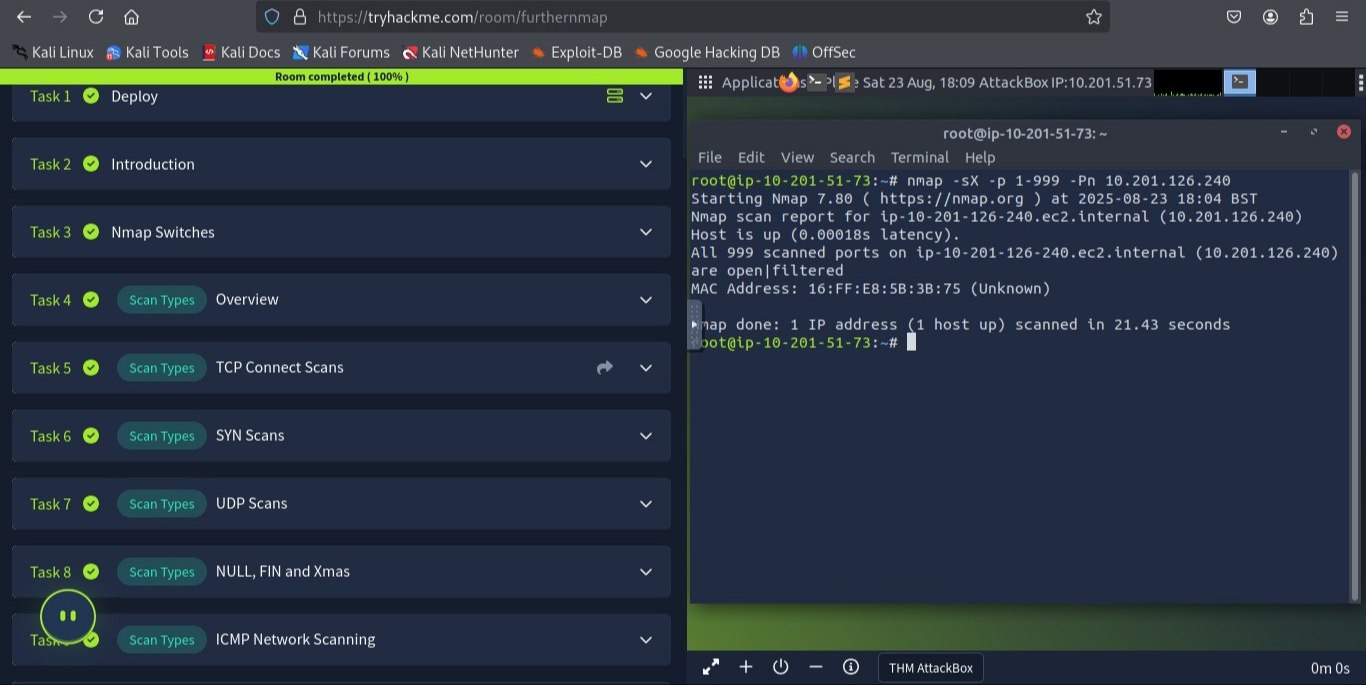 https://tryhackme.com/room/furthernmap
Kali Linux Kali Tools Kali Docs Kali Forums Kali NetHunter Exploit-DB Google Hacking DB OffSec
Room completed ( 100% )
Task 1 Deploy
Task 2 Introduction
Task 3 Nmap Switches
Task 4 Scan Types Overview
Task 5 Scan Types TCP Connect Scans
Task 6 Scan Types SYN Scans
Task 7 Scan Types UDP Scans
Task 8 Scan Types NULL, FIN and Xmas
Scan Types ICMP Network Scanning
Sat 23 Aug, 18:09 AttackBox IP:10.201.51.73
root@ip-10-201-51-73: ~
File Edit View Search Terminal Help
root@ip-10-201-51-73:~# nmap -sX -p 1-999 -Pn 10.201.126.240
Starting Nmap 7.80 ( https://nmap.org ) at 2025-08-23 18:04 BST
Nmap scan report for ip-10-201-126-240.ec2.internal (10.201.126.240)
Host is up (0.00018s latency).
All 999 scanned ports on ip-10-201-126-240.ec2.internal (10.201.126.240)
are open|filtered
MAC Address: 16:FF:E8:5B:3B:75 (Unknown)
map done: 1 IP address (1 host up) scanned in 21.43 seconds
oot@ip-10-201-51-73:~#
THM AttackBox
0m 0s